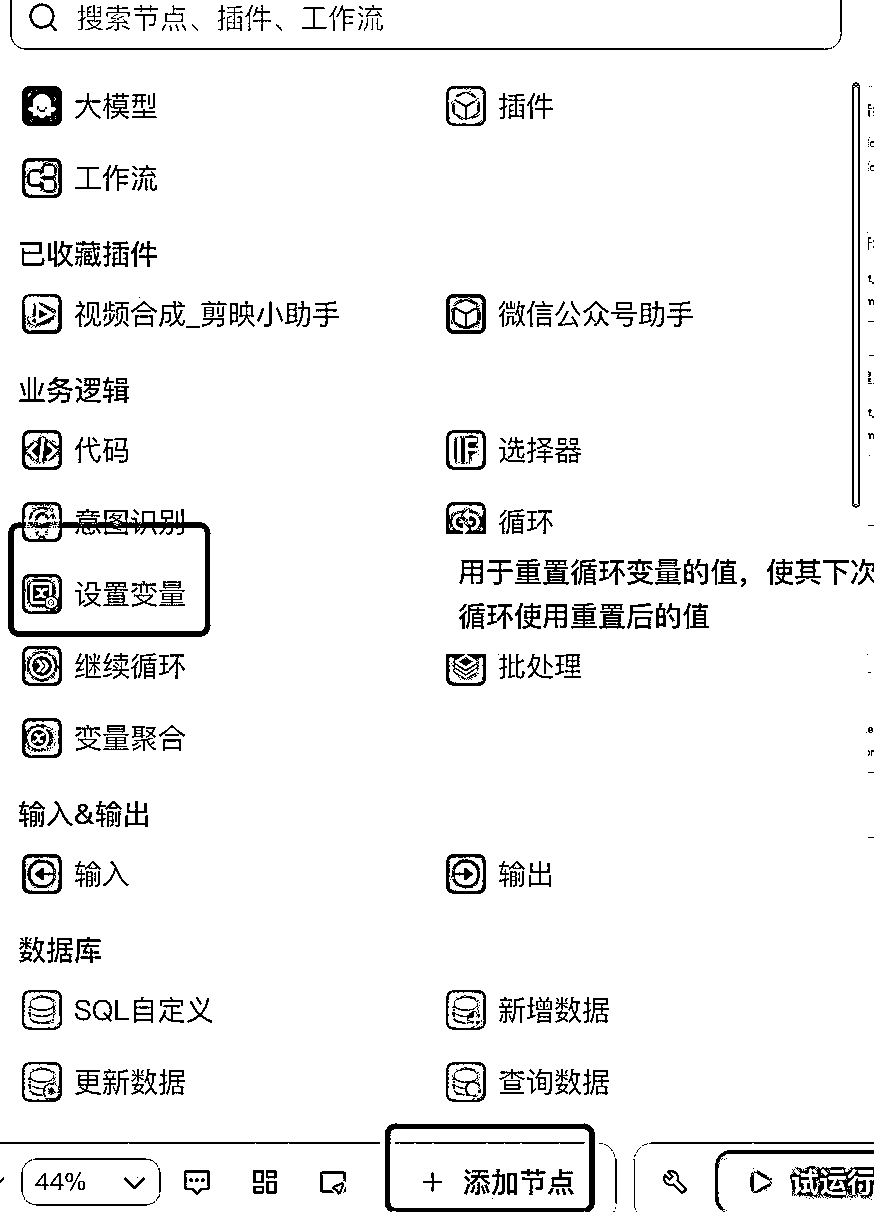 搜索节点、插件、工作流
大模型
插件
工作流
已收藏插件
视频合成_剪映小助手
微信公众号助手
业务逻辑
代码
选择器
意图识别
循环
设置变量
用于重置循环变量的值，使其下次
循环使用重置后的值
继续循环
批处理
变量聚合
输入&输出
输入
输出
数据库
SQL自定义
新增数据
更新数据
查询数据
44%
添加节点
试运行